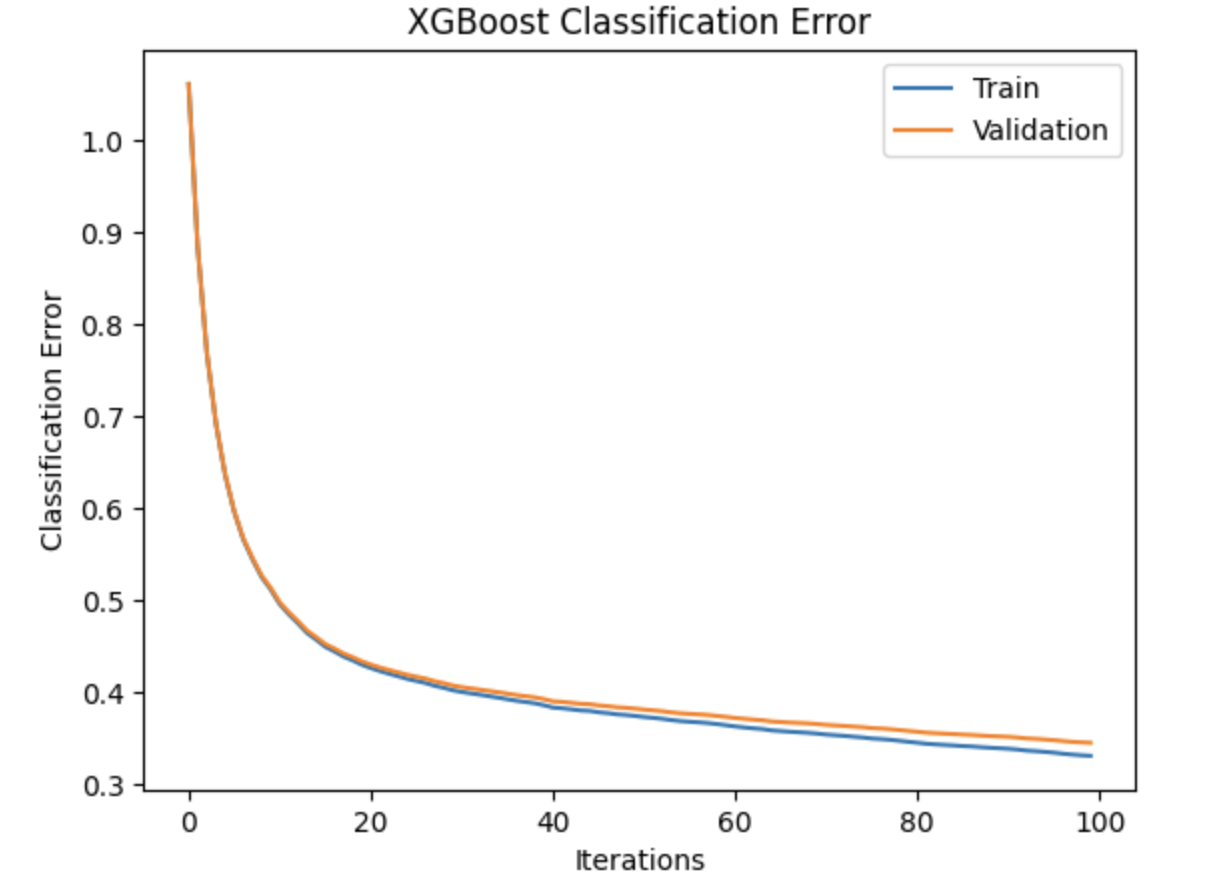 XGBoost Classification Error
Train
Validation
1.0
0.9
0.8
0.7
0.6
0.5
0.4
0.3
Classification Error
0 20 40 60 80 100
Iterations